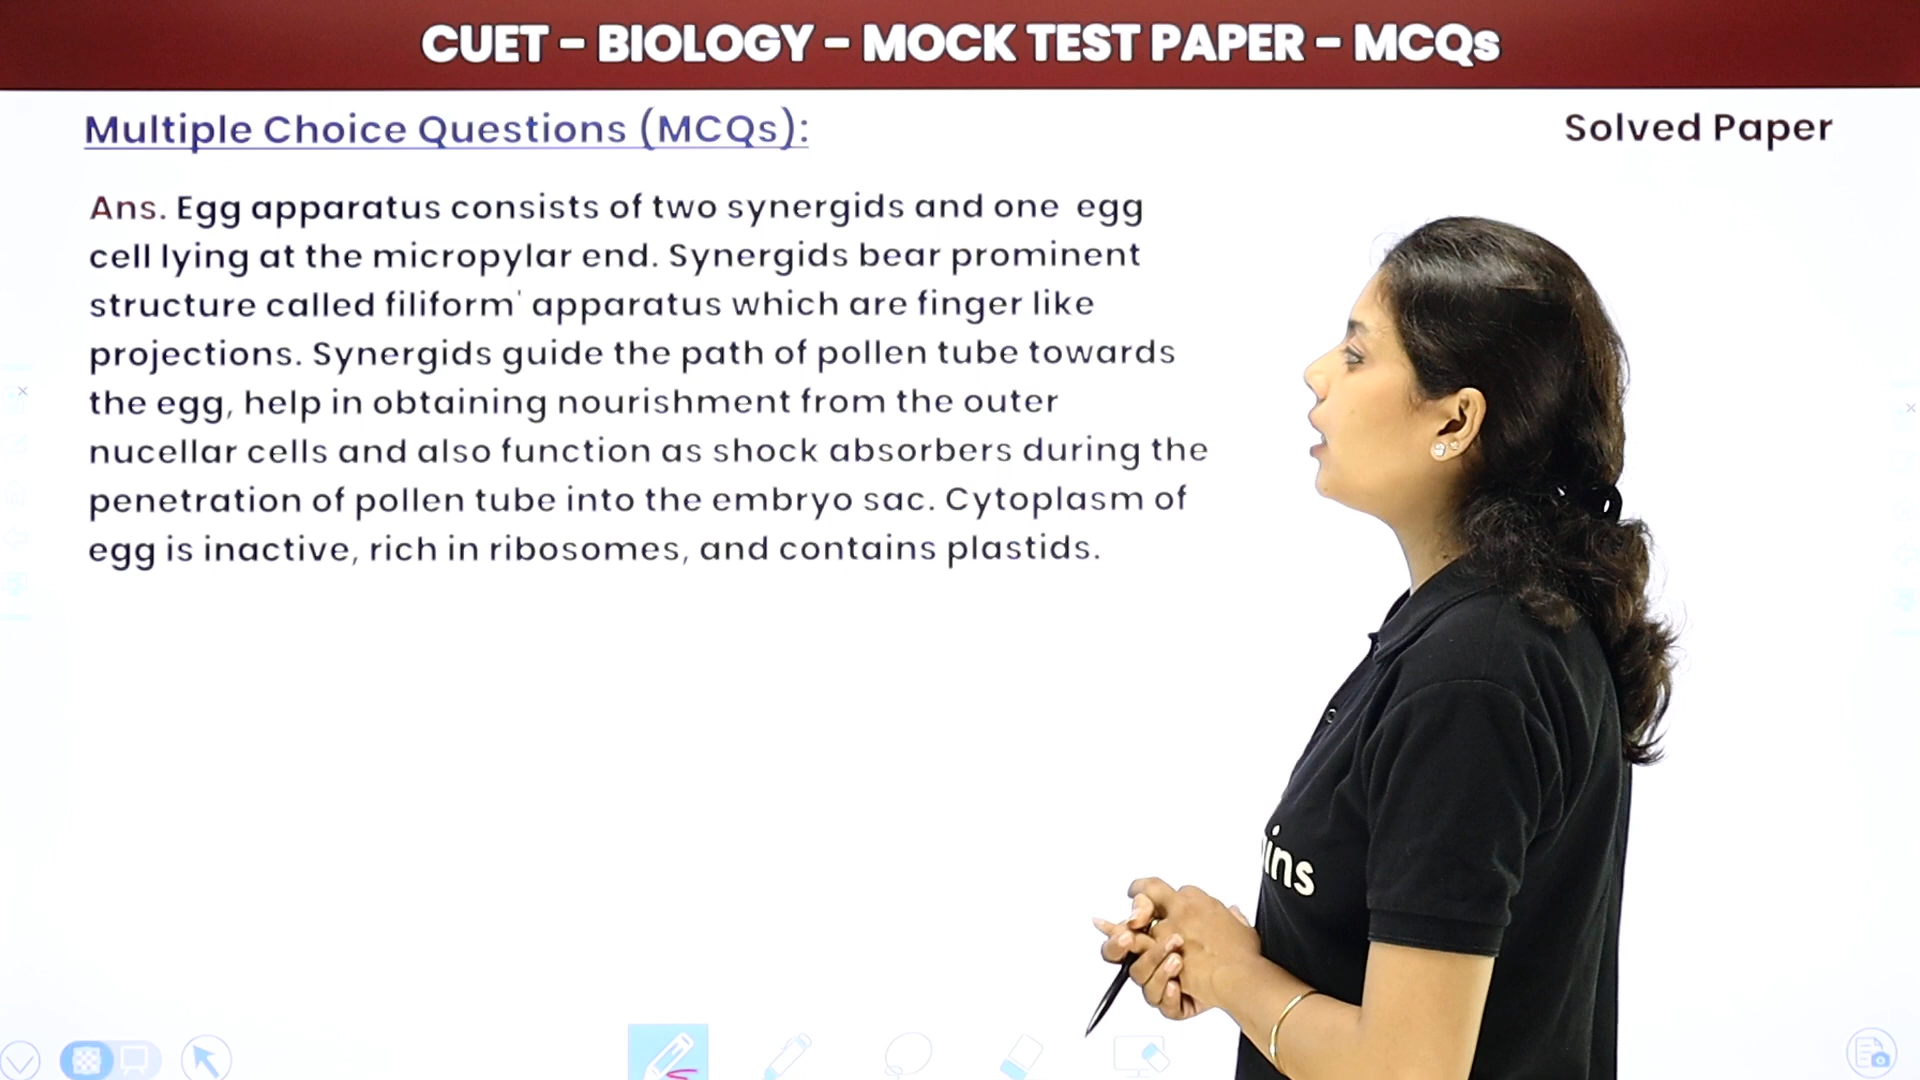 CUET - BIOLOGY - MOCK TEST PAPER - MCQs
Multiple Choice Questions (MCQs):
Solved Paper
Ans. Egg apparatus consists of two synergids and one egg
cell lying at the micropylar end. Synergids bear prominent
structure called filiform' apparatus which are finger like
projections. Synergids guide the path of pollen tube towards
the egg, help in obtaining nourishment from the outer
nucellar cells and also function as shock absorbers during the
penetration of pollen tube into the embryo sac. Cytoplasm of
egg is inactive, rich in ribosomes, and contains plastids.
ins